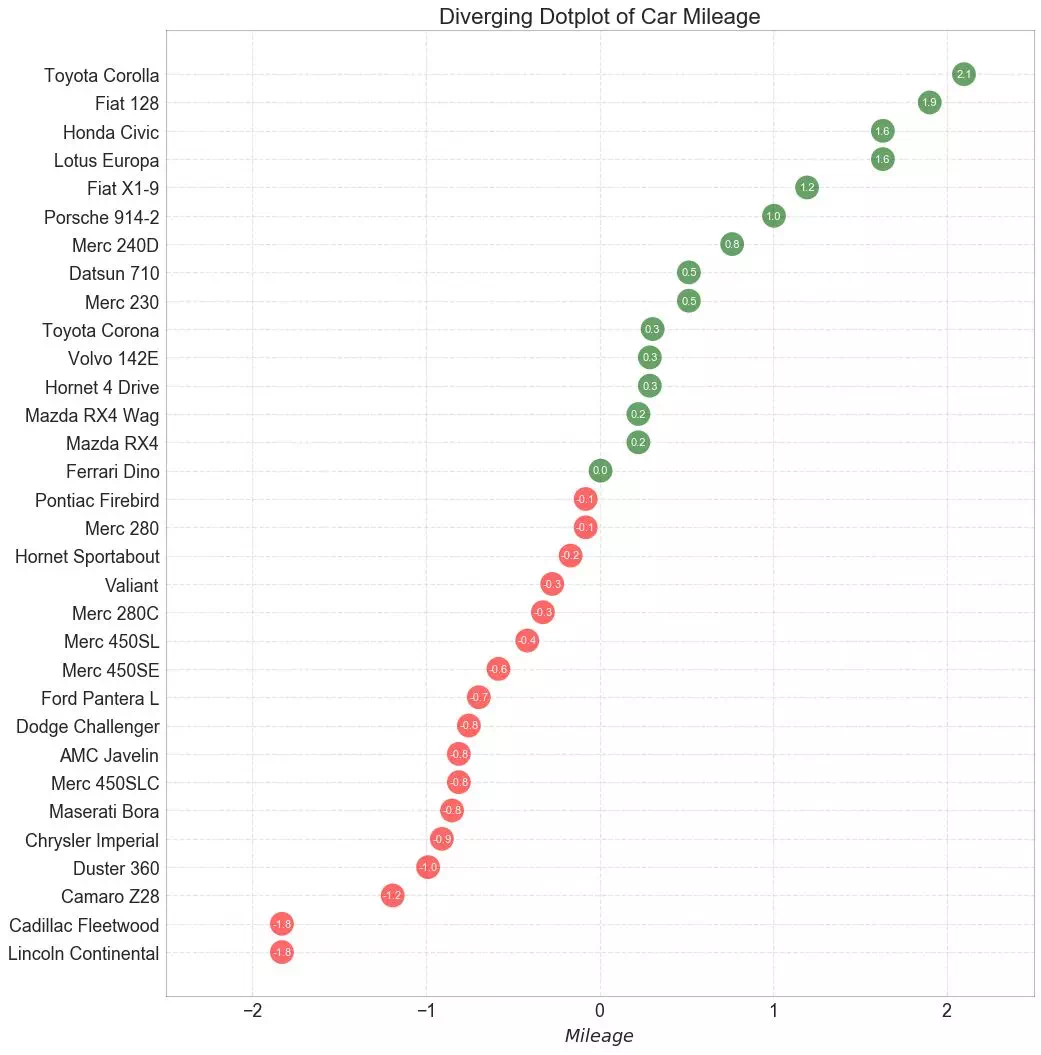 Diverging Dotplot of Car Mileage
Toyota Corolla 2.1
Fiat 128 1.9
Honda Civic 1.6
Lotus Europa 1.6
Fiat X1-9 1.2
Porsche 914-2 1.0
Merc 240D 0.8
Datsun 710 0.5
Merc 230 0.5
Toyota Corona 0.3
Volvo 142E 0.3
Hornet 4 Drive 0.3
Mazda RX4 Wag 0.2
Mazda RX4 0.2
Ferrari Dino 0.0
Pontiac Firebird -0.1
Merc 280 -0.1
Hornet Sportabout -0.2
Valiant -0.3
Merc 280C -0.3
Merc 450SL -0.4
Merc 450SE -0.6
Ford Pantera L -0.7
Dodge Challenger -0.8
AMC Javelin -0.8
Merc 450SLC -0.8
Maserati Bora -0.8
Chrysler Imperial -0.9
Duster 360 -1.0
Camaro Z28 -1.2
Cadillac Fleetwood -1.8
Lincoln Continental -1.8
−2 −1 0 1 2
Mileage